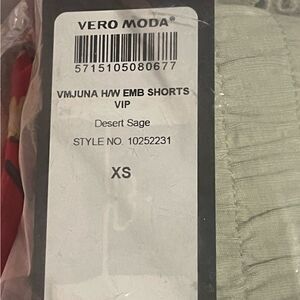 VERO MODA®
5715105080677
VMJUNA H/W EMB SHORTS
VIP
Desert Sage
STYLE NO. 10252231
XS